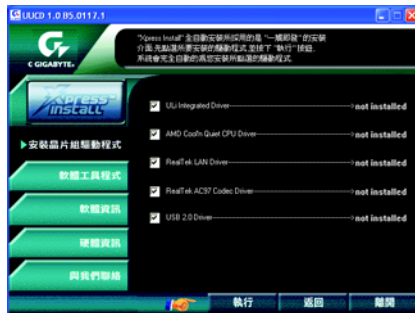 UUCD 1.0 B5.0117.1
"Xpress Install" 全自動安裝所採用的是 "一觸即發" 的安裝
介面,先點選所要安裝的驅動程式,並按下 "執行" 按鈕,
系統會完全自動的為您安裝所點選的驅動程式.
GIGABYTE
Xpress
Install
安裝晶片組驅動程式
軟體工具程式
軟體資訊
硬體資訊
與我們聯絡
ULi Integrated Driver not installed
AMD Cool'n Quiet CPU Driver not installed
RealTek LAN Driver not installed
RealTek AC97 Codec Driver not installed
USB 2.0 Driver not installed
執行 返回 離開